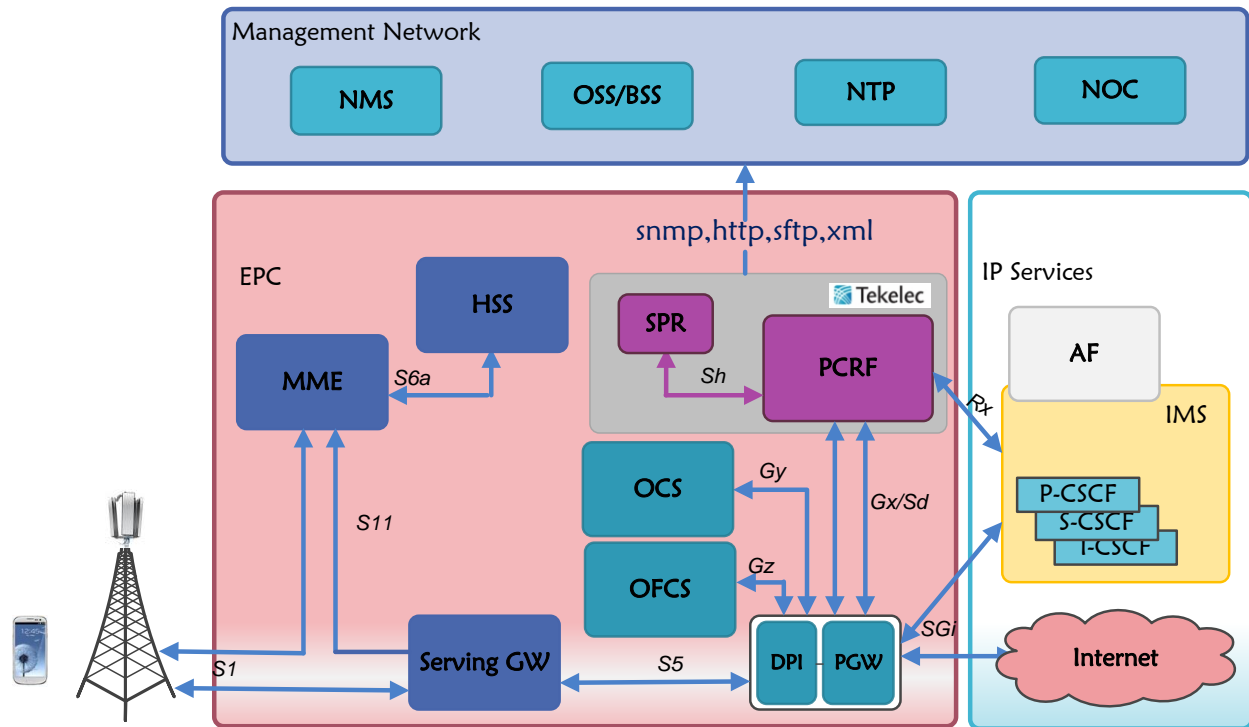 Management Network
NMS
OSS/BSS
NTP
NOC
snmp,http,sftp,xml
EPC
Tekelec
IP Services
HSS
SPR
PCRF
AF
MME
S6a
Sh
Rx
IMS
OCS
Gy
Gx/Sd
P-CSCF
S-CSCF
I-CSCF
S11
OFCS
Gz
SGi
S1
Serving GW
S5
DPI
PGW
Internet